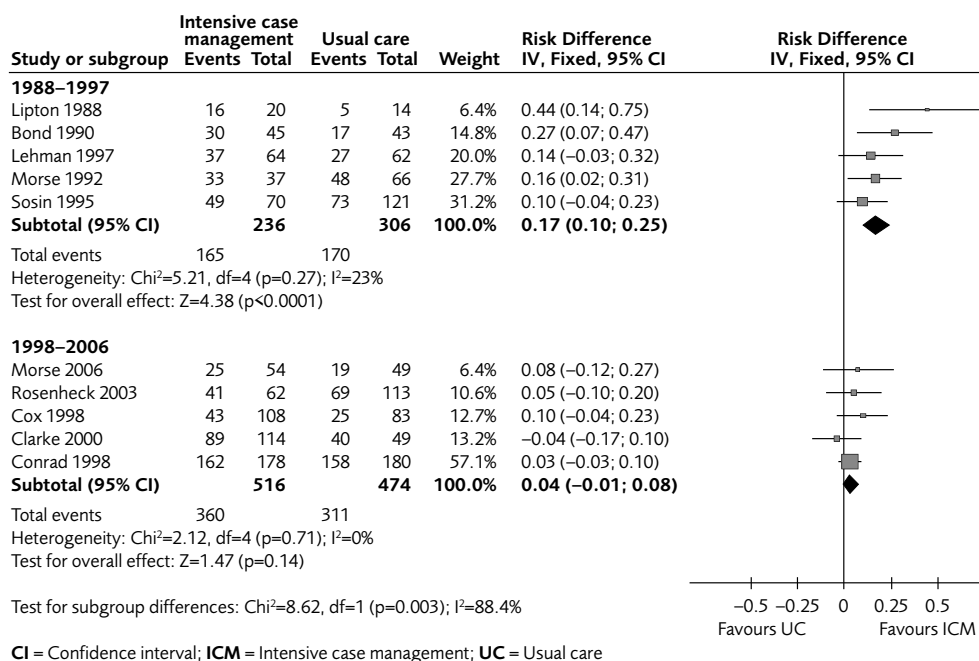 Intensive case
management Usual care Risk Difference Risk Difference
Study or subgroup Events Total Events Total Weight IV, Fixed, 95% CI IV, Fixed, 95% CI
1988–1997
Lipton 1988 16 20 5 14 6.4% 0.44 (0.14; 0.75)
Bond 1990 30 45 17 43 14.8% 0.27 (0.07; 0.47)
Lehman 1997 37 64 27 62 20.0% 0.14 (–0.03; 0.32)
Morse 1992 33 37 48 66 27.7% 0.16 (0.02; 0.31)
Sosin 1995 49 70 73 121 31.2% 0.10 (–0.04; 0.23)
Subtotal (95% CI) 236 306 100.0% 0.17 (0.10; 0.25)
Total events 165 170
Heterogeneity: Chi²=5.21, df=4 (p=0.27); I²=23%
Test for overall effect: Z=4.38 (p<0.0001)
1998–2006
Morse 2006 25 54 19 49 6.4% 0.08 (–0.12; 0.27)
Rosenheck 2003 41 62 69 113 10.6% 0.05 (–0.10; 0.20)
Cox 1998 43 108 25 83 12.7% 0.10 (–0.04; 0.23)
Clarke 2000 89 114 40 49 13.2% –0.04 (–0.17; 0.10)
Conrad 1998 162 178 158 180 57.1% 0.03 (–0.03; 0.10)
Subtotal (95% CI) 516 474 100.0% 0.04 (–0.01; 0.08)
Total events 360 311
Heterogeneity: Chi²=2.12, df=4 (p=0.71); I²=0%
Test for overall effect: Z=1.47 (p=0.14)
Test for subgroup differences: Chi²=8.62, df=1 (p=0.003); I²=88.4%
–0.5 –0.25 0 0.25 0.5
Favours UC Favours ICM
CI = Confidence interval; ICM = Intensive case management; UC = Usual care